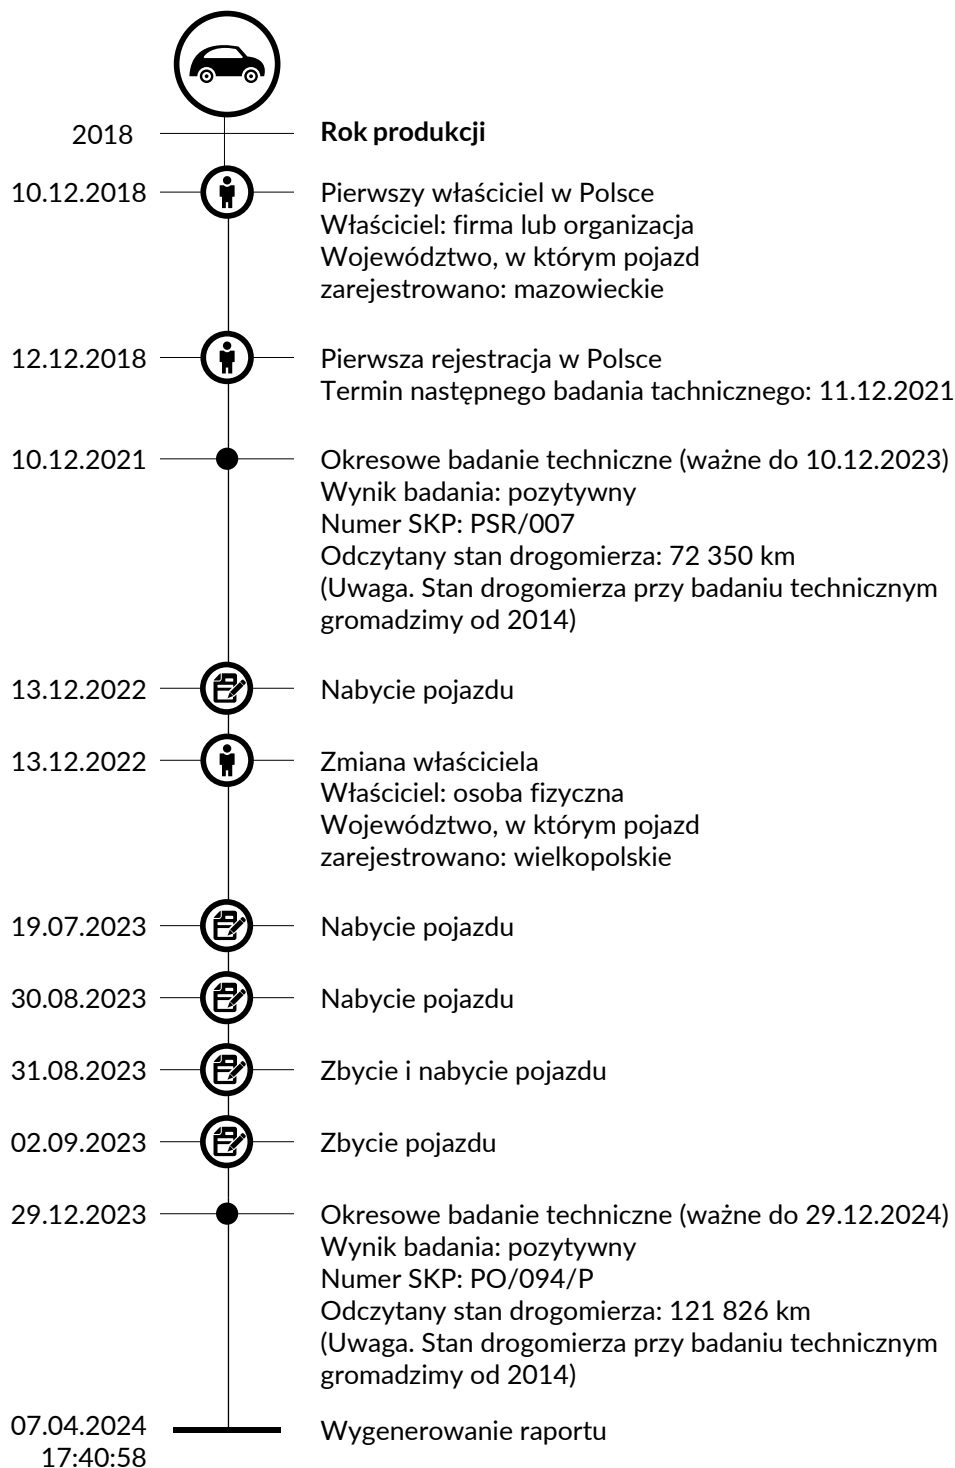 2018 Rok produkcji
10.12.2018 Pierwszy właściciel w Polsce
Właściciel: firma lub organizacja
Województwo, w którym pojazd
zarejestrowano: mazowieckie
12.12.2018 Pierwsza rejestracja w Polsce
Termin następnego badania tachnicznego: 11.12.2021
10.12.2021 Okresowe badanie techniczne (ważne do 10.12.2023)
Wynik badania: pozytywny
Numer SKP: PSR/007
Odczytany stan drogomierza: 72 350 km
(Uwaga. Stan drogomierza przy badaniu technicznym
gromadzimy od 2014)
13.12.2022 Nabycie pojazdu
13.12.2022 Zmiana właściciela
Właściciel: osoba fizyczna
Województwo, w którym pojazd
zarejestrowano: wielkopolskie
19.07.2023 Nabycie pojazdu
30.08.2023 Nabycie pojazdu
31.08.2023 Zbycie i nabycie pojazdu
02.09.2023 Zbycie pojazdu
29.12.2023 Okresowe badanie techniczne (ważne do 29.12.2024)
Wynik badania: pozytywny
Numer SKP: PO/094/P
Odczytany stan drogomierza: 121 826 km
(Uwaga. Stan drogomierza przy badaniu technicznym
gromadzimy od 2014)
07.04.2024 Wygenerowanie raportu
17:40:58